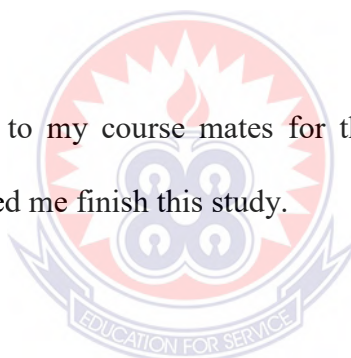 to my course mates for th
ed me finish this study.
EDUCATION FOR SERVICE